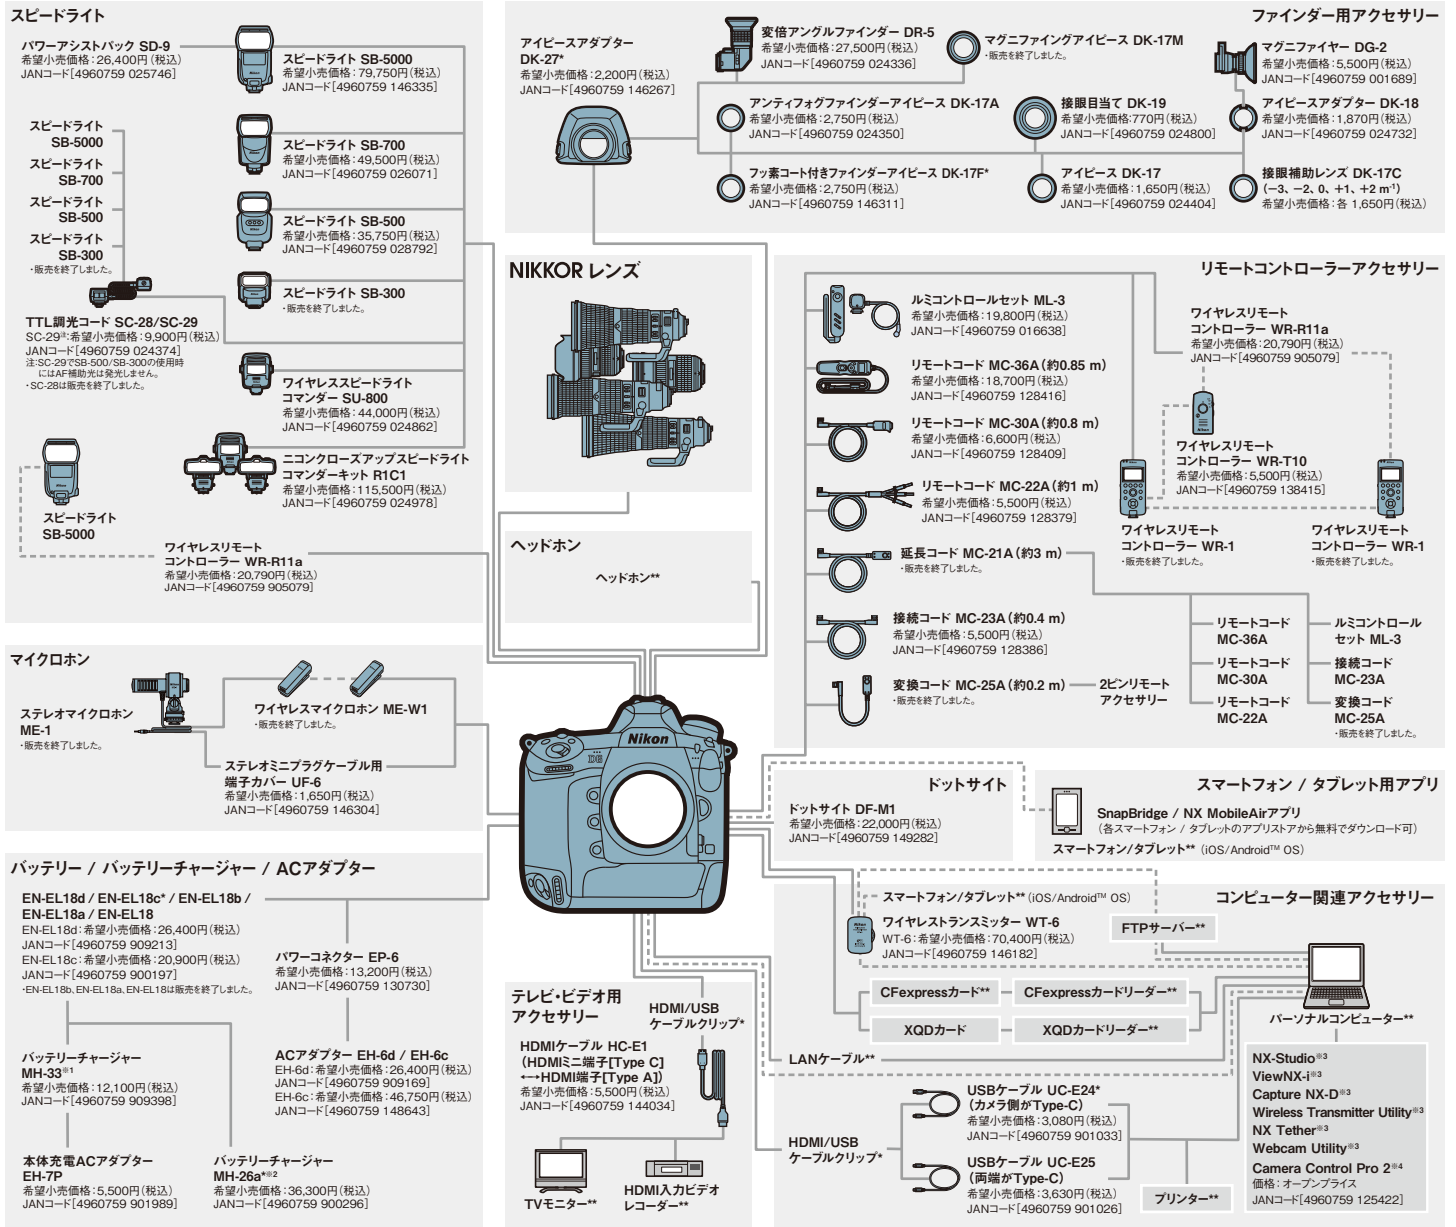 スピードライト
パワーアシストパック SD-9
希望小売価格:26,400円(税込)
JANコード[4960759 025746]
スピードライト SB-5000
希望小売価格:79,750円(税込)
JANコード[4960759 146335]
スピードライト
SB-5000
スピードライト
SB-700
スピードライト
SB-500
スピードライト
SB-300
・販売を終了しました。
スピードライト SB-700
希望小売価格:49,500円(税込)
JANコード[4960759 026071]
スピードライト SB-500
希望小売価格:35,750円(税込)
JANコード[4960759 028792]
スピードライト SB-300
・販売を終了しました。
TTL調光コード SC-28/SC-29
SC-29注:希望小売価格:9,900円(税込)
JANコード[4960759 024374]
注:SC-29でSB-500/SB-300の使用時
にはAF補助光は発光しません。
・SC-28は販売を終了しました。
ワイヤレススピードライト
コマンダー SU-800
希望小売価格:44,000円(税込)
JANコード[4960759 024862]
ニコンクローズアップスピードライト
コマンダーキット R1C1
希望小売価格:115,500円(税込)
JANコード[4960759 024978]
スピードライト
SB-5000
ワイヤレスリモート
コントローラー WR-R11a
希望小売価格:20,790円(税込)
JANコード[4960759 905079]
ファインダー用アクセサリー
アイピースアダプター
DK-27*
希望小売価格:2,200円(税込)
JANコード[4960759 146267]
変倍アングルファインダー DR-5
希望小売価格:27,500円(税込)
JANコード[4960759 024336]
マグニファイングアイピース DK-17M
・販売を終了しました。
マグニファイヤー DG-2
希望小売価格:5,500円(税込)
JANコード[4960759 001689]
アンティフォグファインダーアイピース DK-17A
希望小売価格:2,750円(税込)
JANコード[4960759 024350]
接眼目当て DK-19
希望小売価格:770円(税込)
JANコード[4960759 024800]
アイピースアダプター DK-18
希望小売価格:1,870円(税込)
JANコード[4960759 024732]
フッ素コート付きファインダーアイピース DK-17F*
希望小売価格:2,750円(税込)
JANコード[4960759 146311]
アイピース DK-17
希望小売価格:1,650円(税込)
JANコード[4960759 024404]
接眼補助レンズ DK-17C
(−3、−2、0、+1、+2 m⁻¹)
希望小売価格:各 1,650円(税込)
NIKKOR レンズ
ヘッドホン
ヘッドホン**
リモートコントローラーアクセサリー
ルミコントロールセット ML-3
希望小売価格:19,800円(税込)
JANコード[4960759 016638]
リモートコード MC-36A(約0.85 m)
希望小売価格:18,700円(税込)
JANコード[4960759 128416]
リモートコード MC-30A(約0.8 m)
希望小売価格:6,600円(税込)
JANコード[4960759 128409]
リモートコード MC-22A(約1 m)
希望小売価格:5,500円(税込)
JANコード[4960759 128379]
延長コード MC-21A(約3 m)
・販売を終了しました。
接続コード MC-23A(約0.4 m)
希望小売価格:5,500円(税込)
JANコード[4960759 128386]
変換コード MC-25A(約0.2 m)
・販売を終了しました。
2ピンリモート
アクセサリー
ワイヤレスリモート
コントローラー WR-R11a
希望小売価格:20,790円(税込)
JANコード[4960759 905079]
ワイヤレスリモート
コントローラー WR-T10
希望小売価格:5,500円(税込)
JANコード[4960759 138415]
ワイヤレスリモート
コントローラー WR-1
・販売を終了しました。
ワイヤレスリモート
コントローラー WR-1
・販売を終了しました。
リモートコード
MC-36A
リモートコード
MC-30A
リモートコード
MC-22A
ルミコントロール
セット ML-3
接続コード
MC-23A
変換コード
MC-25A
・販売を終了しました。
マイクロホン
ステレオマイクロホン
ME-1
・販売を終了しました。
ワイヤレスマイクロホン ME-W1
・販売を終了しました。
ステレオミニプラグケーブル用
端子カバー UF-6
希望小売価格:1,650円(税込)
JANコード[4960759 146304]
Nikon
D6
ドットサイト
ドットサイト DF-M1
希望小売価格:22,000円(税込)
JANコード[4960759 149282]
スマートフォン / タブレット用アプリ
SnapBridge / NX MobileAirアプリ
(各スマートフォン / タブレットのアプリストアから無料でダウンロード可)
スマートフォン/タブレット** (iOS/Android™ OS)
バッテリー / バッテリーチャージャー / ACアダプター
EN-EL18d / EN-EL18c* / EN-EL18b /
EN-EL18a / EN-EL18
EN-EL18d:希望小売価格:26,400円(税込)
JANコード[4960759 909213]
EN-EL18c:希望小売価格:20,900円(税込)
JANコード[4960759 900197]
・EN-EL18b、EN-EL18a、EN-EL18は販売を終了しました。
パワーコネクター EP-6
希望小売価格:13,200円(税込)
JANコード[4960759 130730]
バッテリーチャージャー
MH-33※1
希望小売価格:12,100円(税込)
JANコード[4960759 909398]
ACアダプター EH-6d / EH-6c
EH-6d:希望小売価格:26,400円(税込)
JANコード[4960759 909169]
EH-6c:希望小売価格:46,750円(税込)
JANコード[4960759 148643]
本体充電ACアダプター
EH-7P
希望小売価格:5,500円(税込)
JANコード[4960759 901989]
バッテリーチャージャー
MH-26a*※2
希望小売価格:36,300円(税込)
JANコード[4960759 900296]
テレビ・ビデオ用
アクセサリー
HDMI/USB
ケーブルクリップ*
HDMIケーブル HC-E1
(HDMIミニ端子[Type C]
⟷HDMI端子[Type A])
希望小売価格:5,500円(税込)
JANコード[4960759 144034]
TVモニター**
HDMI入力ビデオ
レコーダー**
コンピューター関連アクセサリー
スマートフォン/タブレット** (iOS/Android™ OS)
ワイヤレストランスミッター WT-6
WT-6:希望小売価格:70,400円(税込)
JANコード[4960759 146182]
FTPサーバー**
CFexpressカード**
CFexpressカードリーダー**
XQDカード
XQDカードリーダー**
パーソナルコンピューター**
LANケーブル**
HDMI/USB
ケーブルクリップ*
USBケーブル UC-E24*
(カメラ側がType-C)
希望小売価格:3,080円(税込)
JANコード[4960759 901033]
USBケーブル UC-E25
(両端がType-C)
希望小売価格:3,630円(税込)
JANコード[4960759 901026]
プリンター**
NX-Studio※3
ViewNX-i※3
Capture NX-D※3
Wireless Transmitter Utility※3
NX Tether※3
Webcam Utility※3
Camera Control Pro 2※4
価格:オープンプライス
JANコード[4960759 125422]